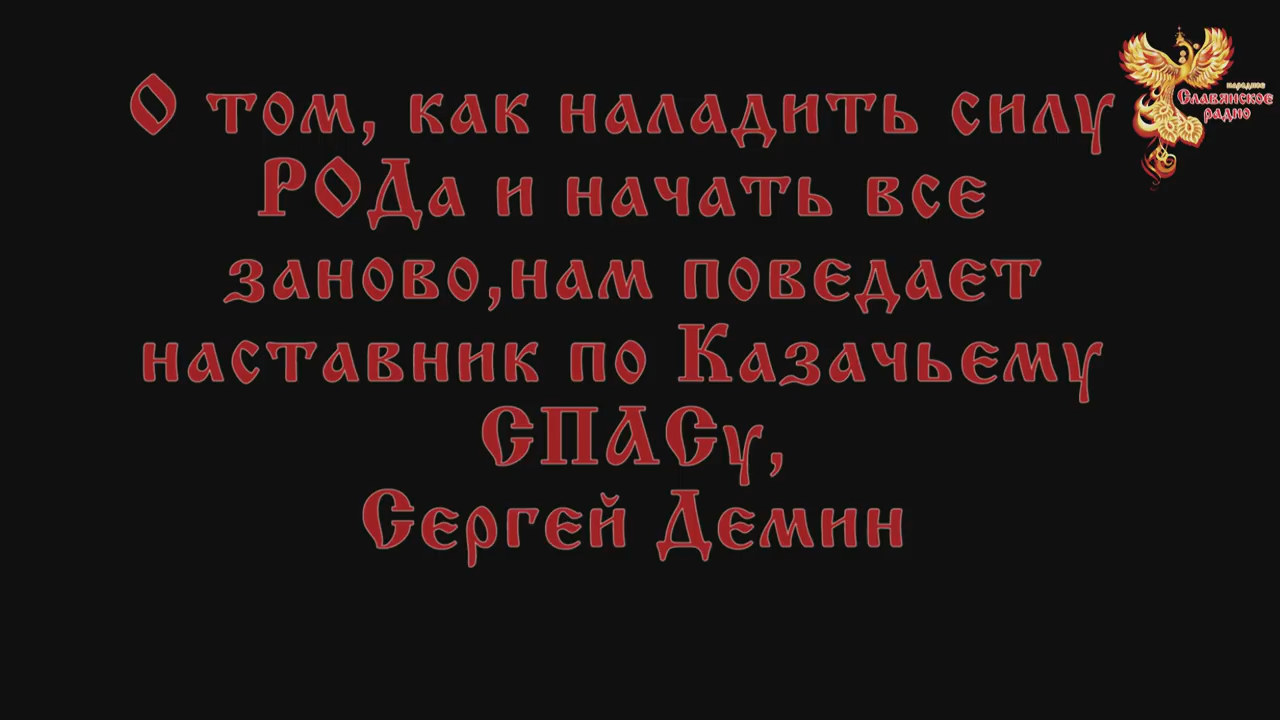 О том, как наладить силу
РОДа и начать все
заново,нам поведает
наставник по Казачьему
СПАСу,
Сергей Демин
народное
Славянское
радио